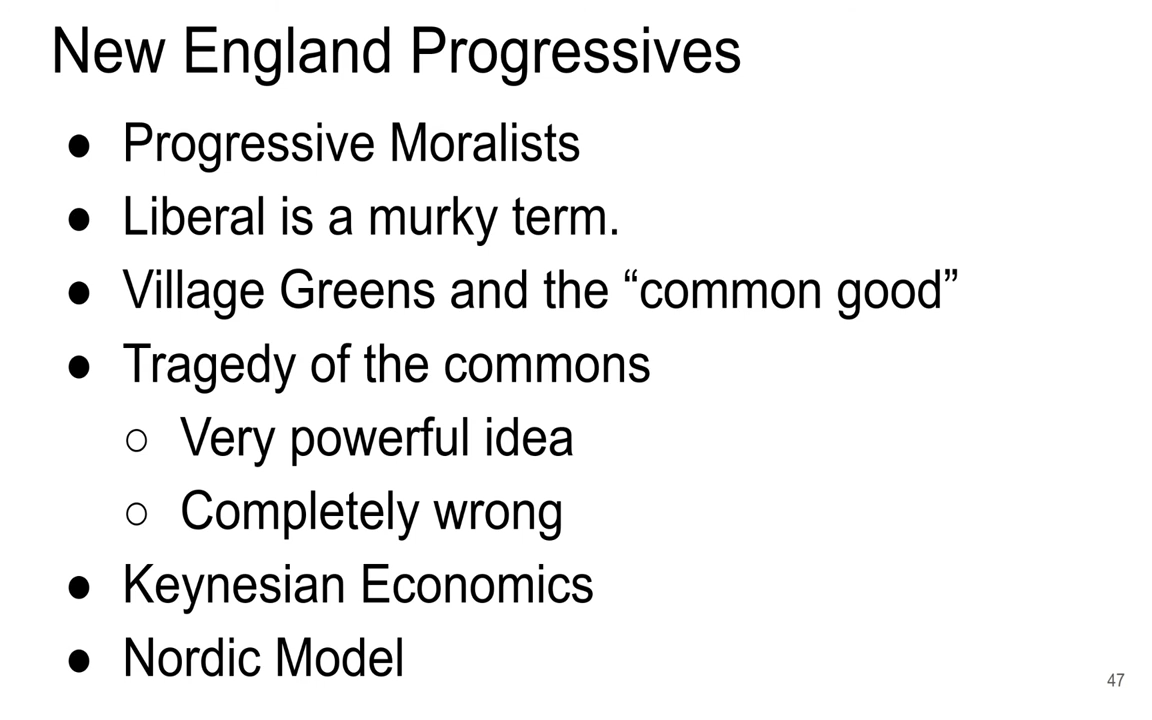 New England Progressives
● Progressive Moralists
● Liberal is a murky term.
● Village Greens and the “common good”
● Tragedy of the commons
○ Very powerful idea
○ Completely wrong
● Keynesian Economics
● Nordic Model
47